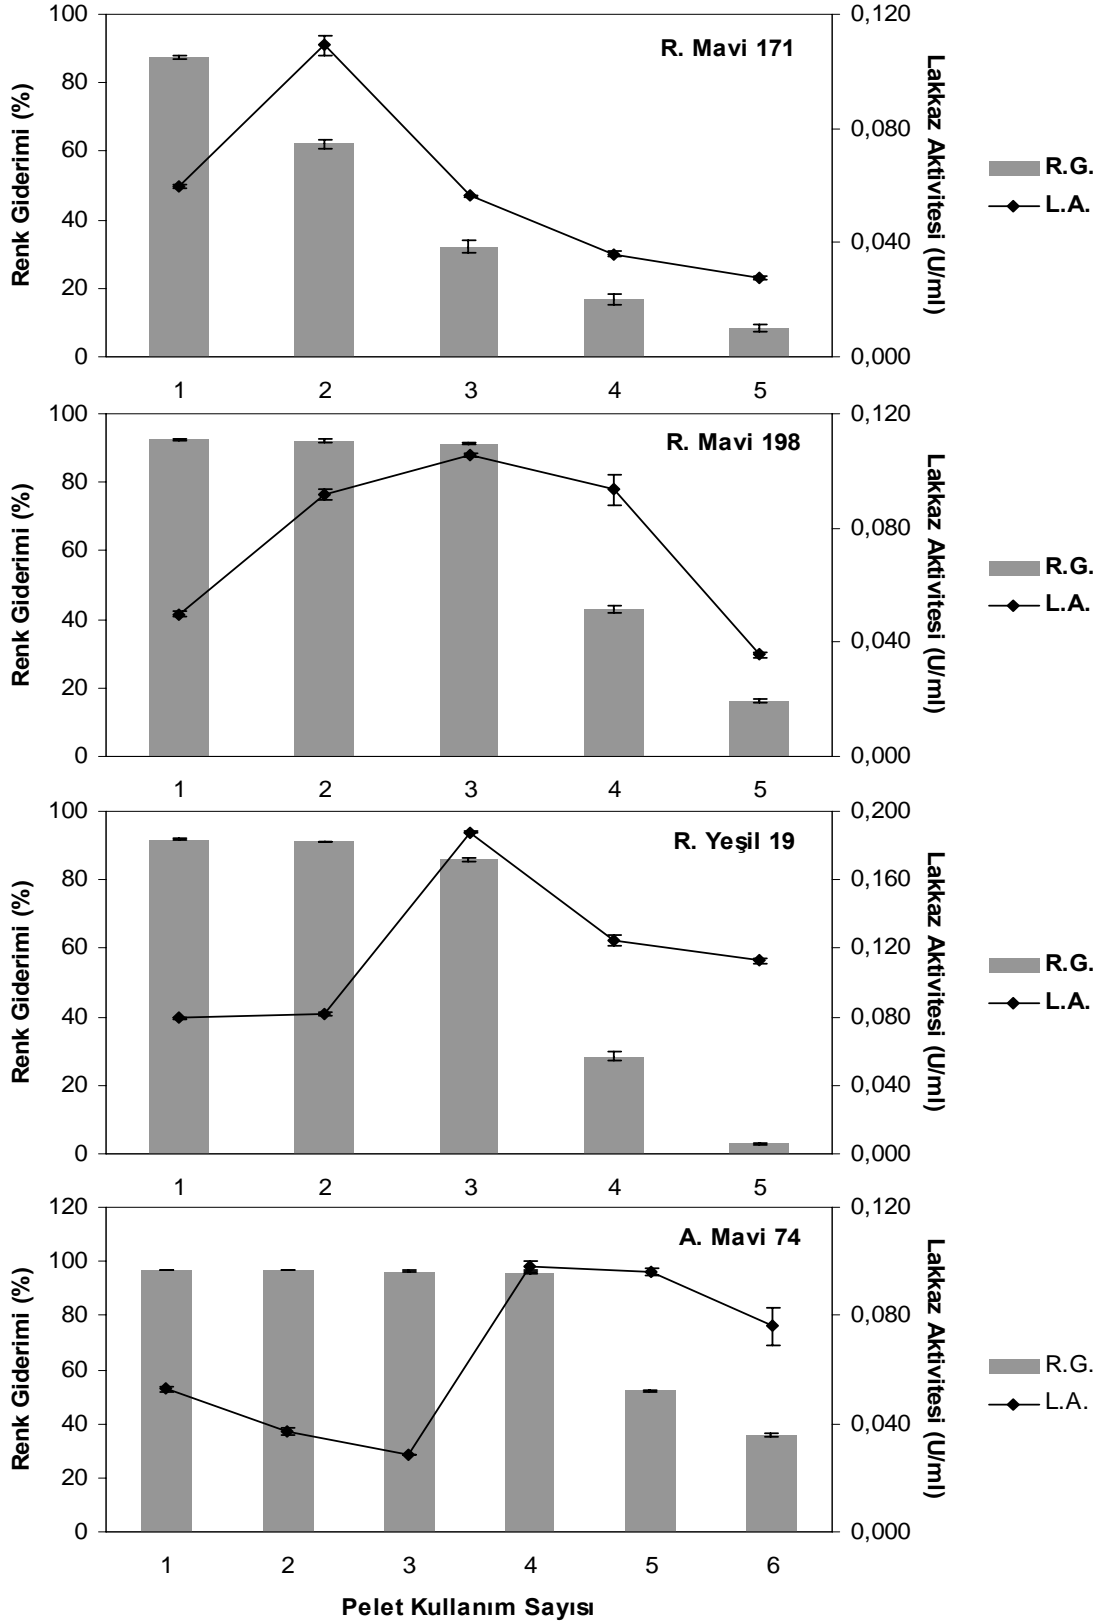 R. Mavi 171
Renk Giderimi (%)
100
80
60
40
20
0
0,120
0,080
0,040
0,000
Lakkaz Aktivitesi (U/ml)
1 2 3 4 5
R.G.
L.A.
R. Mavi 198
Renk Giderimi (%)
100
80
60
40
20
0
0,120
0,080
0,040
0,000
Lakkaz Aktivitesi (U/ml)
1 2 3 4 5
R.G.
L.A.
R. Yeşil 19
Renk Giderimi (%)
100
80
60
40
20
0
0,200
0,160
0,120
0,080
0,040
0,000
Lakkaz Aktivitesi (U/ml)
1 2 3 4 5
R.G.
L.A.
A. Mavi 74
Renk Giderimi (%)
120
100
80
60
40
20
0
0,120
0,080
0,040
0,000
Lakkaz Aktivitesi (U/ml)
1 2 3 4 5 6
R.G.
L.A.
Pelet Kullanım Sayısı